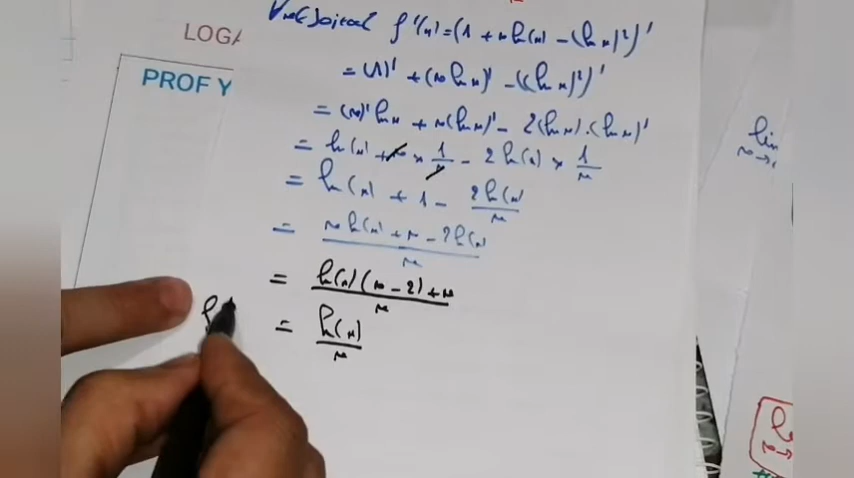 LOGA
PROF Y
f'(x) = (1 + x ln(x) - (ln x)²)'
= (1)' + (x ln x)' - ((ln x)²)'
= (x)' ln x + x (ln x)' - 2(ln x) . (ln x)'
= ln(x) + x × 1/x - 2 ln(x) × 1/x
= ln(x) + 1 - 2ln(x)/x
= x ln(x) + x - 2ln(x)/x
= ln(x) (x - 2) + x/x
= ln(x)/x
lim